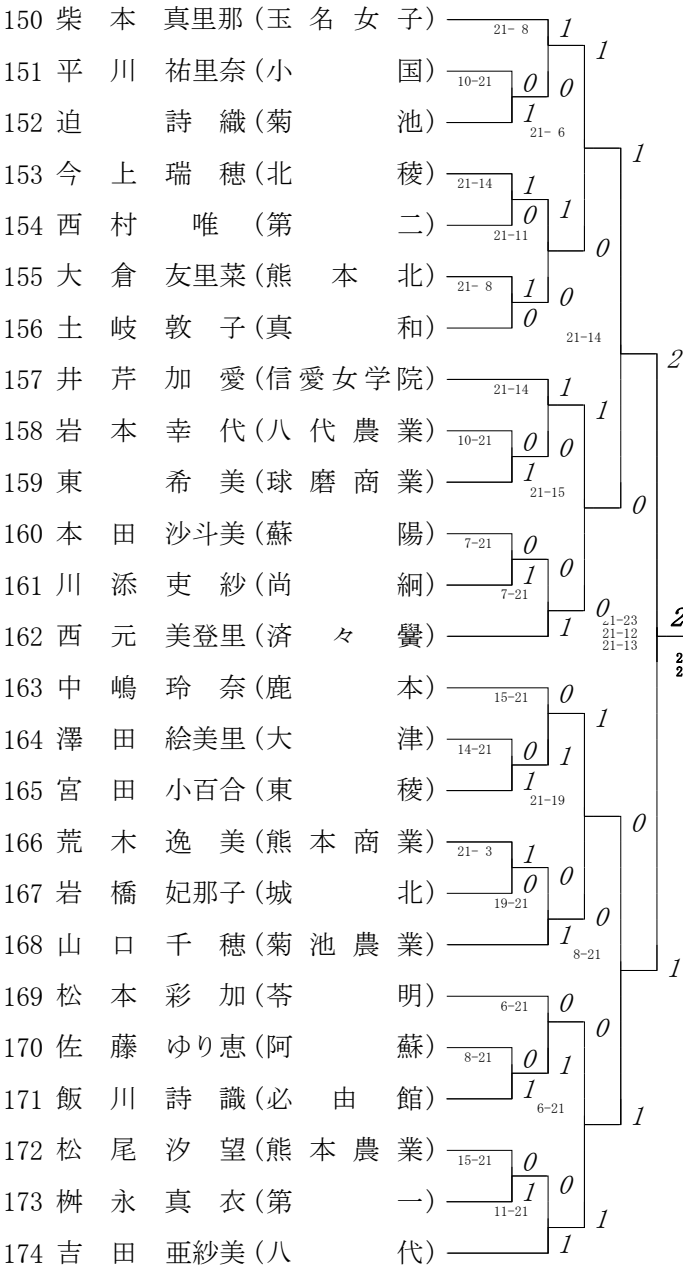 150 柴本 真里那 (玉名女子) 21- 8 1 1
151 平川 祐里奈 (小国) 10-21 0 0
152 迫 詩織 (菊池) 1 21- 6 1
153 今上 瑞穂 (北稜) 21-14 1
154 西村 唯 (第二) 0 1 21-11 0
155 大倉 友里菜 (熊本北) 21- 8 1 0
156 土岐 敦子 (真和) 0 21-14 2
157 井芹 加愛 (信愛女学院) 21-14 1 1
158 岩本 幸代 (八代農業) 10-21 0 0
159 東 希美 (球磨商業) 1 21-15 0
160 本田 沙斗美 (蘇陽) 7-21 0 0
161 川添 吏紗 (尚絅) 1 7-21 0
162 西元 美登里 (済々黌) 1 21-23 21-12 21-13 2
163 中嶋 玲奈 (鹿本) 15-21 0 1 2 2
164 澤田 絵美里 (大津) 14-21 0 1
165 宮田 小百合 (東稜) 1 21-19 0
166 荒木 逸美 (熊本商業) 21- 3 1 0
167 岩橋 妃那子 (城北) 0 19-21 0
168 山口 千穂 (菊池農業) 1 8-21 1
169 松本 彩加 (苓明) 6-21 0 0
170 佐藤 ゆり恵 (阿蘇) 8-21 0 1
171 飯川 詩識 (必由館) 1 6-21 1
172 松尾 汐望 (熊本農業) 15-21 0 0
173 桝永 真衣 (第一) 1 11-21 1
174 吉田 亜紗美 (八代) 1